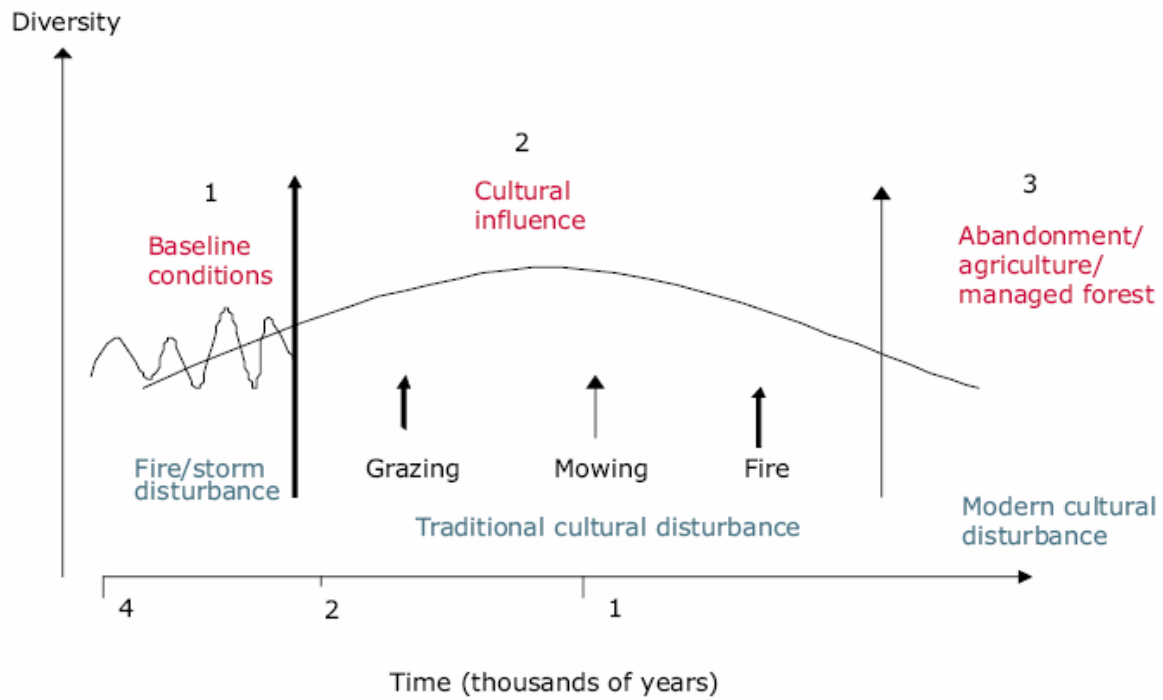 Diversity
1
2
3
Baseline
conditions
Cultural
influence
Abandonment/
agriculture/
managed forest
Fire/storm
disturbance
Grazing
Mowing
Fire
Traditional cultural disturbance
Modern cultural
disturbance
4
2
1
Time (thousands of years)